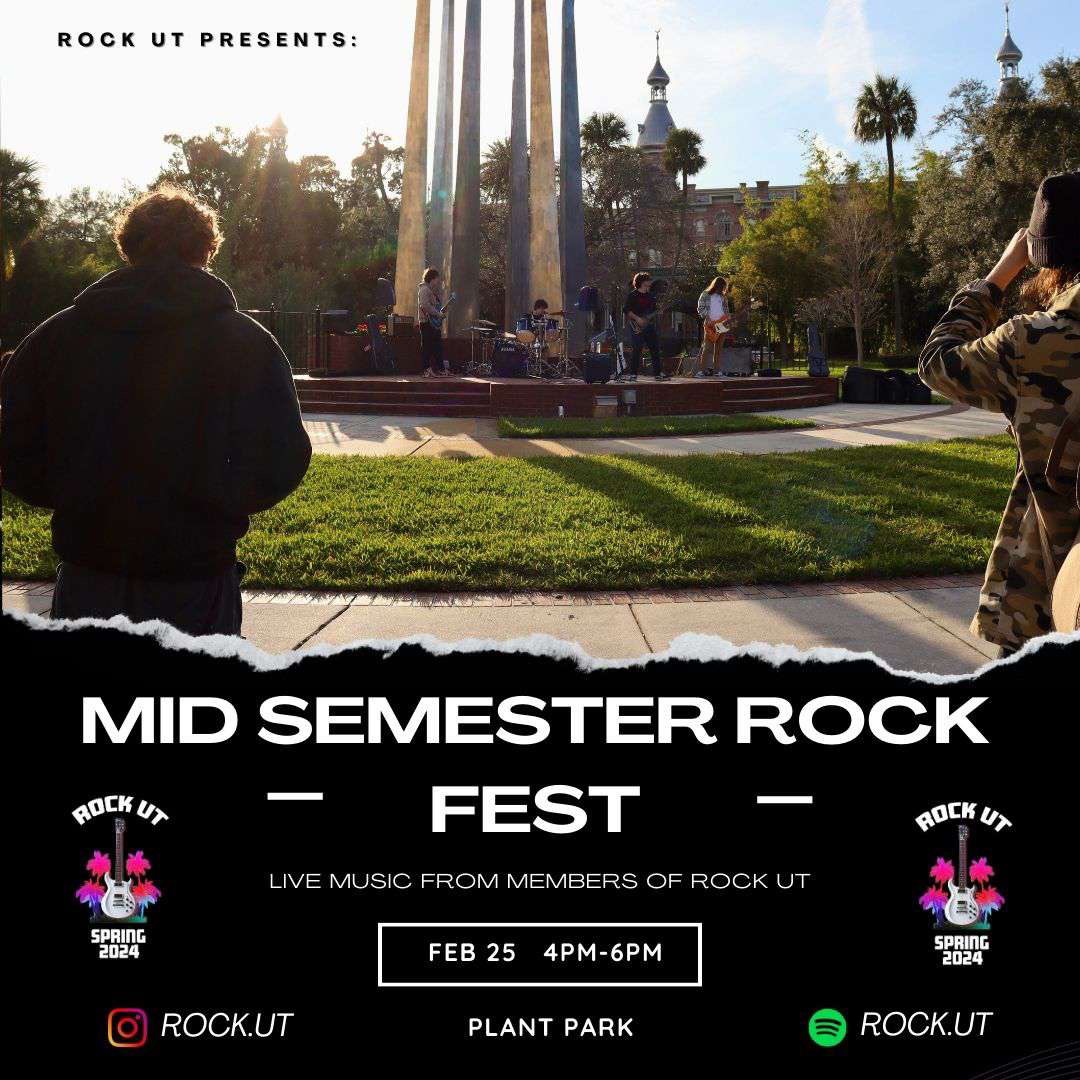 ROCK UT PRESENTS:
MID SEMESTER ROCK
FEST
ROCK UT
SPRING
2024
ROCK UT
SPRING
2024
LIVE MUSIC FROM MEMBERS OF ROCK UT
FEB 25 4PM-6PM
ROCK.UT
PLANT PARK
ROCK.UT